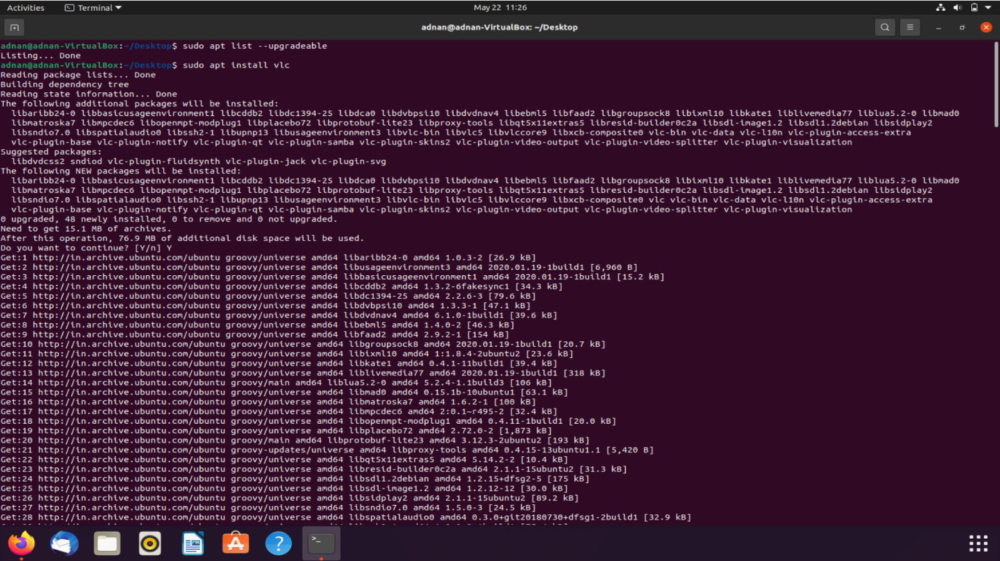 Activities Terminal May 22 11:26
adnan@adnan-VirtualBox: ~/Desktop
adnan@adnan-VirtualBox:~/Desktop$ sudo apt list --upgradeable
Listing... Done
adnan@adnan-VirtualBox:~/Desktop$ sudo apt install vlc
Reading package lists... Done
Building dependency tree
Reading state information... Done
The following additional packages will be installed:
libaribb24-0 libbasicusageenvironment1 libcddb2 libdc1394-25 libdca0 libdvbpsi10 libdvdnav4 libebml5 libfaad2 libgroupsock8 libixml10 libkate1 liblivemedia77 liblua5.2-0 libmad0
libmatroska7 libmpcdec6 libopenmpt-modplug1 libplacebo72 libprotobuf-lite23 libproxy-tools libqt5x11extras5 libresid-builder0c2a libsdl-image1.2 libsdl1.2debian libsidplay2
libsndio7.0 libspatialaudio0 libssh2-1 libupnp13 libusageenvironment3 libvlc-bin libvlc5 libvlccore9 libxcb-composite0 vlc-bin vlc-data vlc-l10n vlc-plugin-access-extra
vlc-plugin-base vlc-plugin-notify vlc-plugin-qt vlc-plugin-samba vlc-plugin-skins2 vlc-plugin-video-output vlc-plugin-video-splitter vlc-plugin-visualization
Suggested packages:
libdvdcss2 sndiod vlc-plugin-fluidsynth vlc-plugin-jack vlc-plugin-svg
The following NEW packages will be installed:
libaribb24-0 libbasicusageenvironment1 libcddb2 libdc1394-25 libdca0 libdvbpsi10 libdvdnav4 libebml5 libfaad2 libgroupsock8 libixml10 libkate1 liblivemedia77 liblua5.2-0 libmad0
libmatroska7 libmpcdec6 libopenmpt-modplug1 libplacebo72 libprotobuf-lite23 libproxy-tools libqt5x11extras5 libresid-builder0c2a libsdl-image1.2 libsdl1.2debian libsidplay2
libsndio7.0 libspatialaudio0 libssh2-1 libupnp13 libusageenvironment3 libvlc-bin libvlc5 libvlccore9 libxcb-composite0 vlc vlc-bin vlc-data vlc-l10n vlc-plugin-access-extra
vlc-plugin-base vlc-plugin-notify vlc-plugin-qt vlc-plugin-samba vlc-plugin-skins2 vlc-plugin-video-output vlc-plugin-video-splitter vlc-plugin-visualization
0 upgraded, 48 newly installed, 0 to remove and 0 not upgraded.
Need to get 15.1 MB of archives.
After this operation, 76.9 MB of additional disk space will be used.
Do you want to continue? [Y/n] Y
Get:1 http://in.archive.ubuntu.com/ubuntu groovy/universe amd64 libaribb24-0 amd64 1.0.3-2 [26.9 kB]
Get:2 http://in.archive.ubuntu.com/ubuntu groovy/universe amd64 libusageenvironment3 amd64 2020.01.19-1build1 [6,960 B]
Get:3 http://in.archive.ubuntu.com/ubuntu groovy/universe amd64 libbasicusageenvironment1 amd64 2020.01.19-1build1 [15.2 kB]
Get:4 http://in.archive.ubuntu.com/ubuntu groovy/universe amd64 libcddb2 amd64 1.3.2-6fakesync1 [34.3 kB]
Get:5 http://in.archive.ubuntu.com/ubuntu groovy/universe amd64 libdc1394-25 amd64 2.2.6-3 [79.6 kB]
Get:6 http://in.archive.ubuntu.com/ubuntu groovy/universe amd64 libdvbpsi10 amd64 1.3.3-1 [47.1 kB]
Get:7 http://in.archive.ubuntu.com/ubuntu groovy/universe amd64 libdvdnav4 amd64 6.1.0-1build1 [39.6 kB]
Get:8 http://in.archive.ubuntu.com/ubuntu groovy/universe amd64 libebml5 amd64 1.4.0-2 [46.3 kB]
Get:9 http://in.archive.ubuntu.com/ubuntu groovy/universe amd64 libfaad2 amd64 2.9.2-1 [154 kB]
Get:10 http://in.archive.ubuntu.com/ubuntu groovy/universe amd64 libgroupsock8 amd64 2020.01.19-1build1 [20.7 kB]
Get:11 http://in.archive.ubuntu.com/ubuntu groovy/universe amd64 libixml10 amd64 1:1.8.4-2ubuntu2 [23.6 kB]
Get:12 http://in.archive.ubuntu.com/ubuntu groovy/universe amd64 libkate1 amd64 0.4.1-11build1 [39.4 kB]
Get:13 http://in.archive.ubuntu.com/ubuntu groovy/universe amd64 liblivemedia77 amd64 2020.01.19-1build1 [318 kB]
Get:14 http://in.archive.ubuntu.com/ubuntu groovy/main amd64 liblua5.2-0 amd64 5.2.4-1.1build3 [106 kB]
Get:15 http://in.archive.ubuntu.com/ubuntu groovy/universe amd64 libmad0 amd64 0.15.1b-10ubuntu1 [63.1 kB]
Get:16 http://in.archive.ubuntu.com/ubuntu groovy/universe amd64 libmatroska7 amd64 1.6.2-1 [100 kB]
Get:17 http://in.archive.ubuntu.com/ubuntu groovy/universe amd64 libmpcdec6 amd64 2:0.1~r495-2 [32.4 kB]
Get:18 http://in.archive.ubuntu.com/ubuntu groovy/universe amd64 libopenmpt-modplug1 amd64 0.4.11-1build1 [20.0 kB]
Get:19 http://in.archive.ubuntu.com/ubuntu groovy/universe amd64 libplacebo72 amd64 2.72.0-2 [1,873 kB]
Get:20 http://in.archive.ubuntu.com/ubuntu groovy/main amd64 libprotobuf-lite23 amd64 3.12.3-2ubuntu2 [193 kB]
Get:21 http://in.archive.ubuntu.com/ubuntu groovy-updates/universe amd64 libproxy-tools amd64 0.4.15-13ubuntu1.1 [5,420 B]
Get:22 http://in.archive.ubuntu.com/ubuntu groovy/universe amd64 libqt5x11extras5 amd64 5.14.2-2 [10.4 kB]
Get:23 http://in.archive.ubuntu.com/ubuntu groovy/universe amd64 libresid-builder0c2a amd64 2.1.1-15ubuntu2 [31.3 kB]
Get:24 http://in.archive.ubuntu.com/ubuntu groovy/universe amd64 libsdl1.2debian amd64 1.2.15+dfsg2-5 [175 kB]
Get:25 http://in.archive.ubuntu.com/ubuntu groovy/universe amd64 libsdl-image1.2 amd64 1.2.12-12 [30.0 kB]
Get:26 http://in.archive.ubuntu.com/ubuntu groovy/universe amd64 libsidplay2 amd64 2.1.1-15ubuntu2 [89.2 kB]
Get:27 http://in.archive.ubuntu.com/ubuntu groovy/universe amd64 libsndio7.0 amd64 1.5.0-3 [24.5 kB]
Get:28 http://in.archive.ubuntu.com/ubuntu groovy/universe amd64 libspatialaudio0 amd64 0.3.0+git20180730+dfsg1-2build1 [32.9 kB]